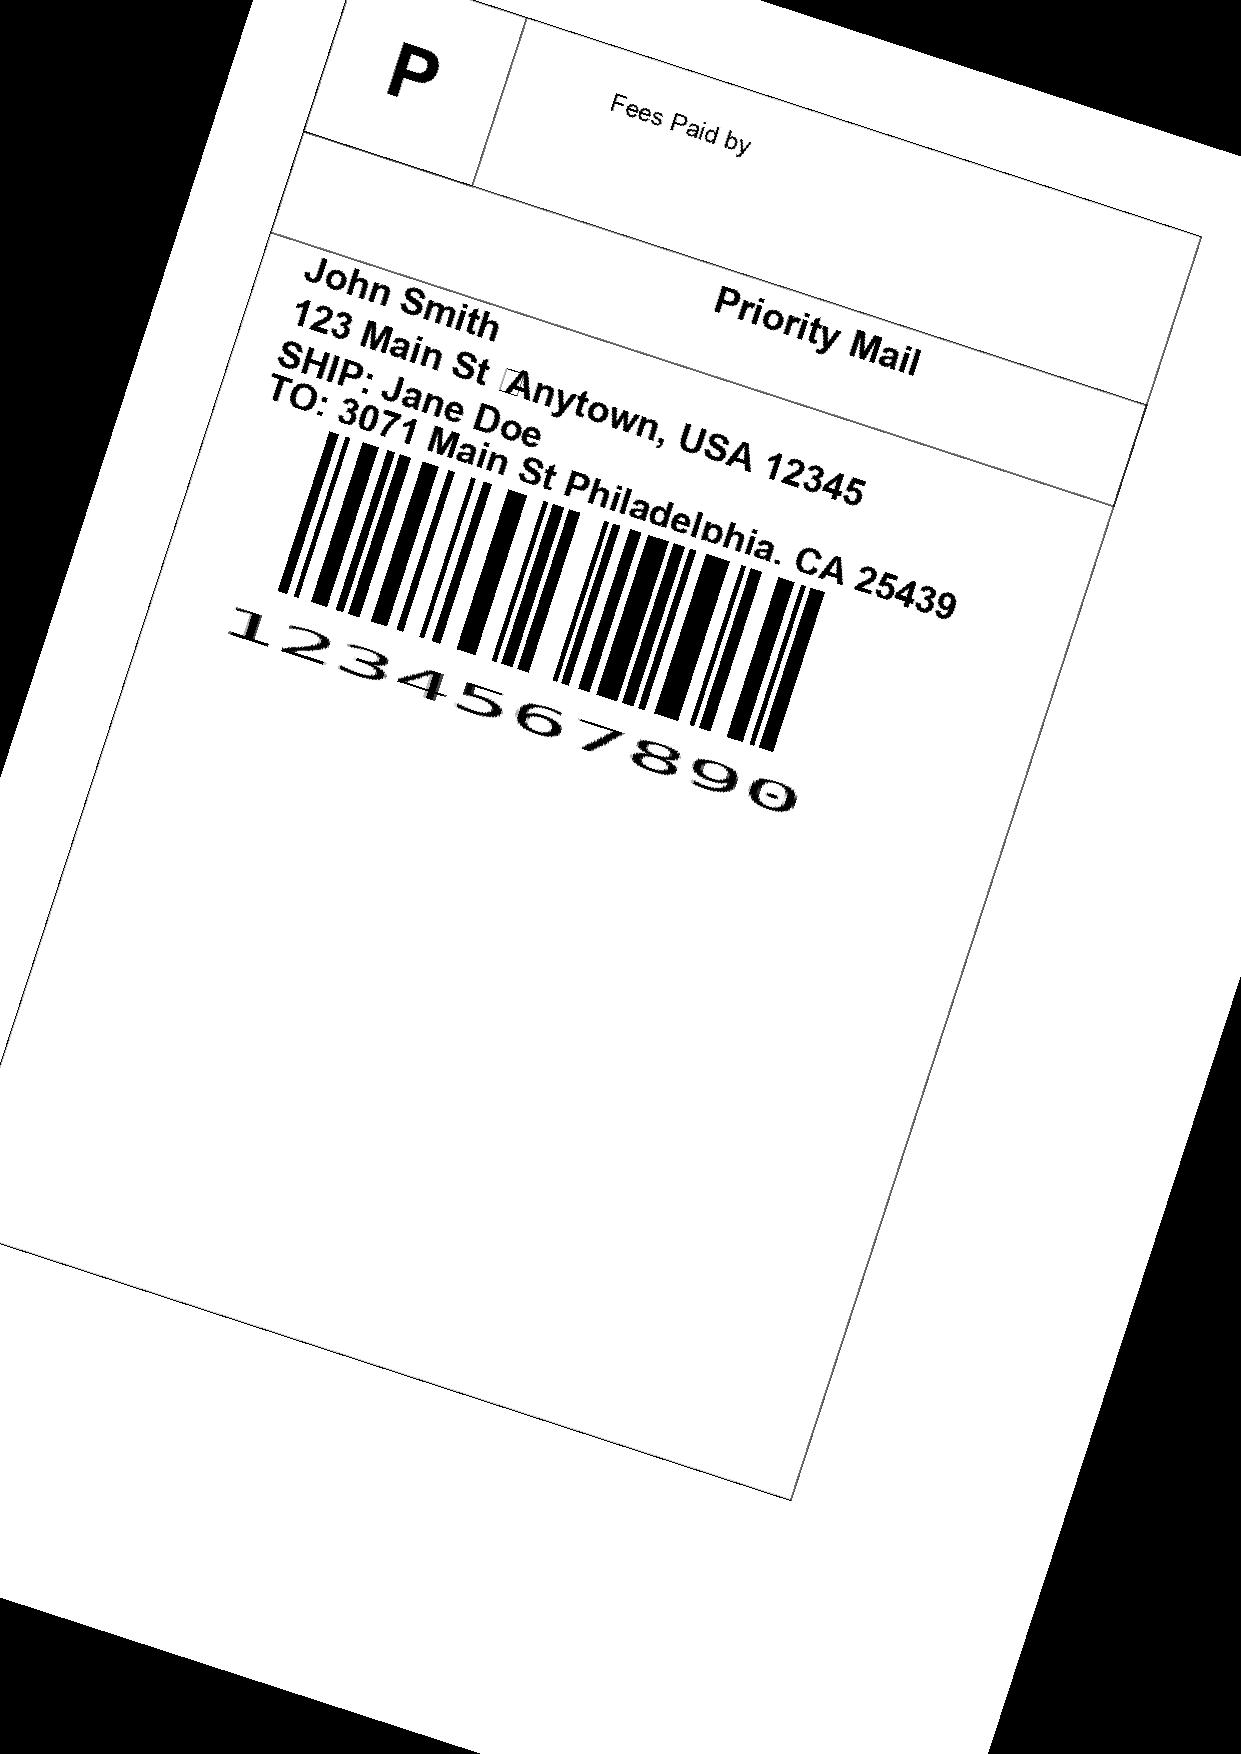 P
Fees Paid by
Priority Mail
John Smith
123 Main St Anytown, USA 12345
SHIP: Jane Doe
TO: 3071 Main St Philadelphia, CA 25439
1234567890